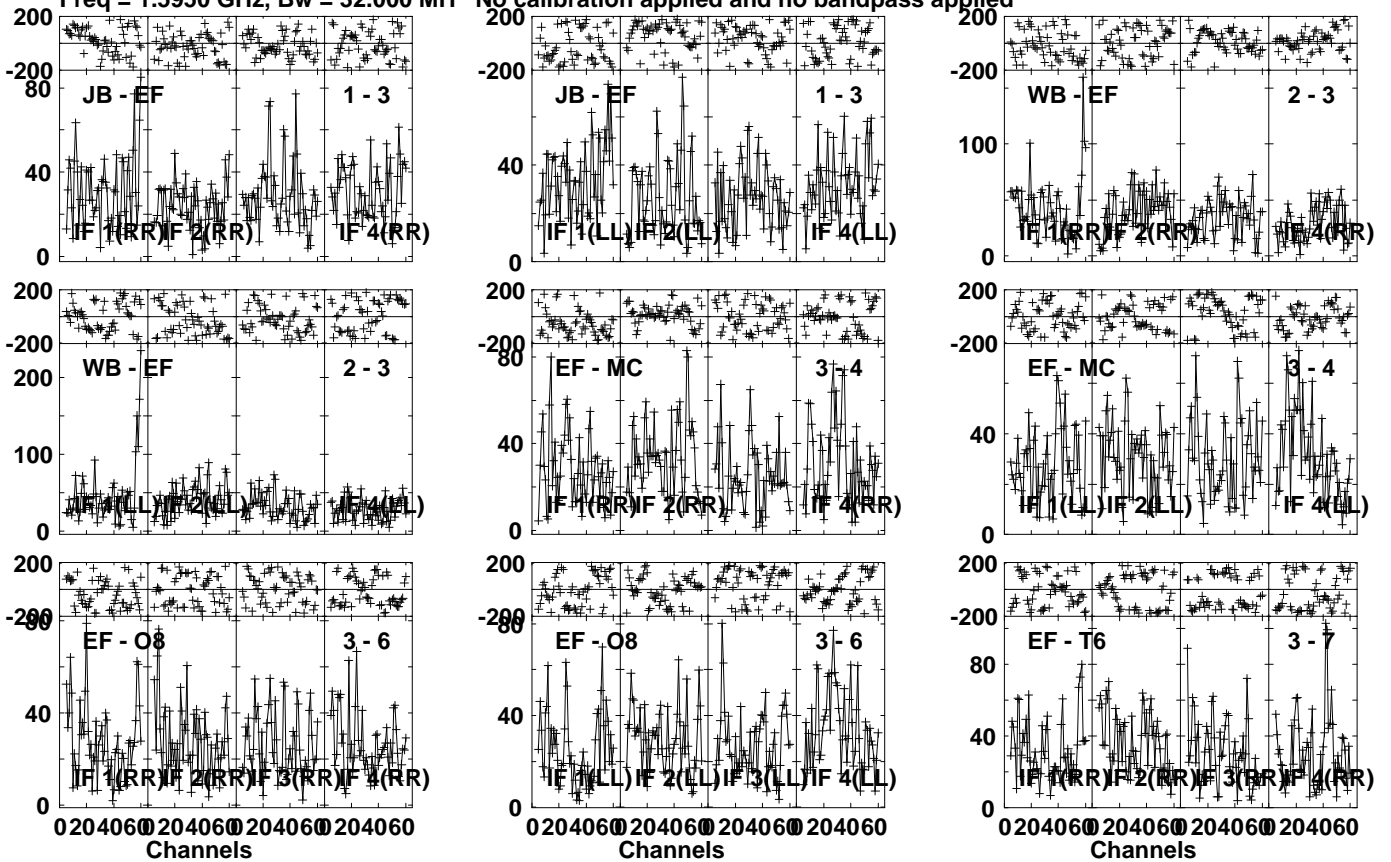 Freq = 1.5950 GHz, Bw = 32.000 MH No calibration applied and no bandpass applied
200
-200
80
40
0
JB - EF 1 - 3
IF 1(RR) IF 2(RR) IF 4(RR)
200
-200
40
0
JB - EF 1 - 3
IF 1(LL) IF 2(LL) IF 4(LL)
200
-200
100
0
WB - EF 2 - 3
IF 1(RR) IF 2(RR) IF 4(RR)
200
-200
200
100
0
WB - EF 2 - 3
IF 1(LL) IF 2(LL) IF 4(LL)
200
-200
80
40
0
EF - MC 3 - 4
IF 1(RR) IF 2(RR) IF 4(RR)
200
-200
40
0
EF - MC 3 - 4
IF 1(LL) IF 2(LL) IF 4(LL)
200
-200
80
40
0
EF - O8 3 - 6
IF 1(RR) IF 2(RR) IF 3(RR) IF 4(RR)
0 20 40 60 0 20 40 60 0 20 40 60 0 20 40 60
Channels
200
-200
80
40
0
EF - O8 3 - 6
IF 1(LL) IF 2(LL) IF 3(LL) IF 4(LL)
0 20 40 60 0 20 40 60 0 20 40 60 0 20 40 60
Channels
200
-200
80
40
0
EF - T6 3 - 7
IF 1(RR) IF 2(RR) IF 3(RR) IF 4(RR)
0 20 40 60 0 20 40 60 0 20 40 60 0 20 40 60
Channels